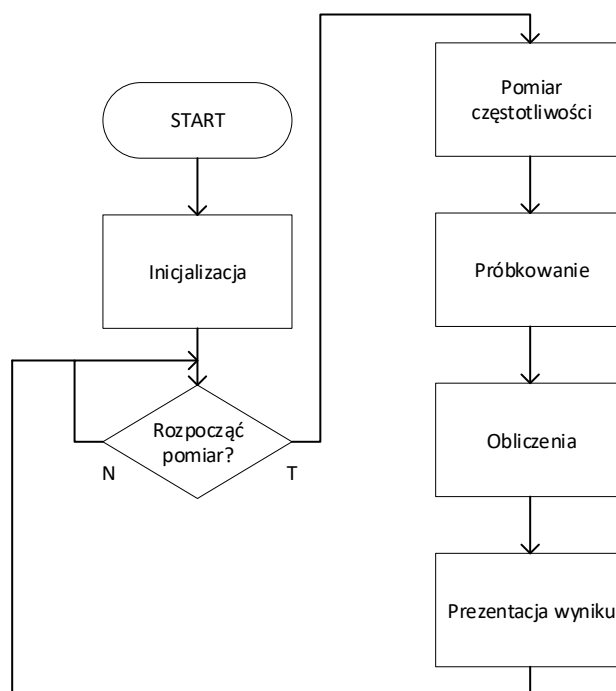 START
Inicjalizacja
Rozpocząć
pomiar?
N
T
Pomiar
częstotliwości
Próbkowanie
Obliczenia
Prezentacja wyniku